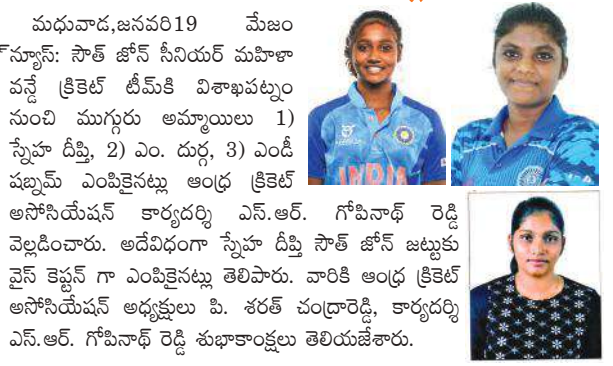 మధువాడ,జనవరి19 మేజం
న్యూస్: సౌత్ జోన్ సీనియర్ మహిళా
వన్డే క్రికెట్ టీమ్‌కి విశాఖపట్నం
నుంచి ముగ్గురు అమ్మాయిలు 1)
స్నేహ దీప్తి, 2) ఎం. దుర్గ, 3) ఎండీ
షబ్నమ్ ఎంపికైనట్లు ఆంధ్ర క్రికెట్
అసోసియేషన్ కార్యదర్శి ఎస్.ఆర్. గోపినాథ్ రెడ్డి
వెల్లడించారు. అదేవిధంగా స్నేహ దీప్తి సౌత్ జోన్ జట్టుకు
వైస్ కెప్టన్ గా ఎంపికైనట్లు తెలిపారు. వారికి ఆంధ్ర క్రికెట్
అసోసియేషన్ అధ్యక్షులు పి. శరత్ చంద్రారెడ్డి, కార్యదర్శి
ఎస్.ఆర్. గోపినాథ్ రెడ్డి శుభాకాంక్షలు తెలియజేశారు.
INDIA